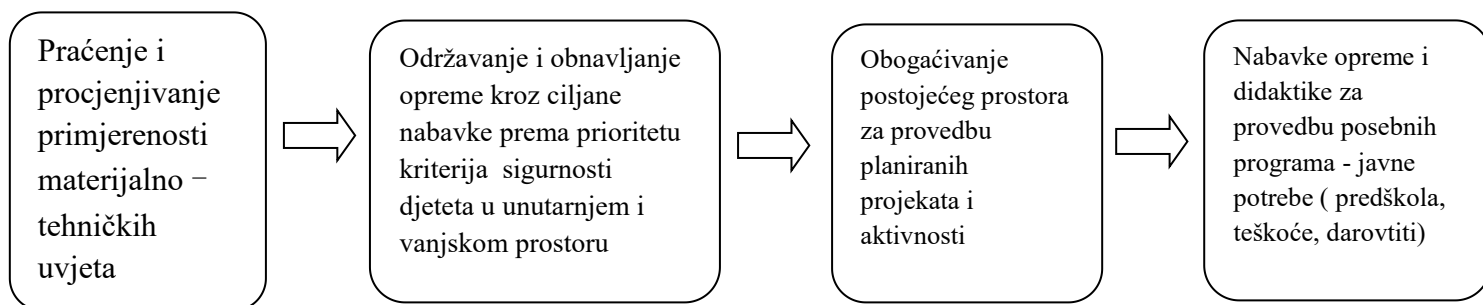 Praćenje i
procjenjivanje
primjerenosti
materijalno −
tehničkih
uvjeta
Održavanje i obnavljanje
opreme kroz ciljane
nabavke prema prioritetu
kriterija  sigurnosti
djeteta u unutarnjem i
vanjskom prostoru
Obogaćivanje
postojećeg prostora
za provedbu
planiranih
projekata i
aktivnosti
Nabavke opreme i
didaktike za
provedbu posebnih
programa - javne
potrebe ( predškola,
teškoće, darovtiti)